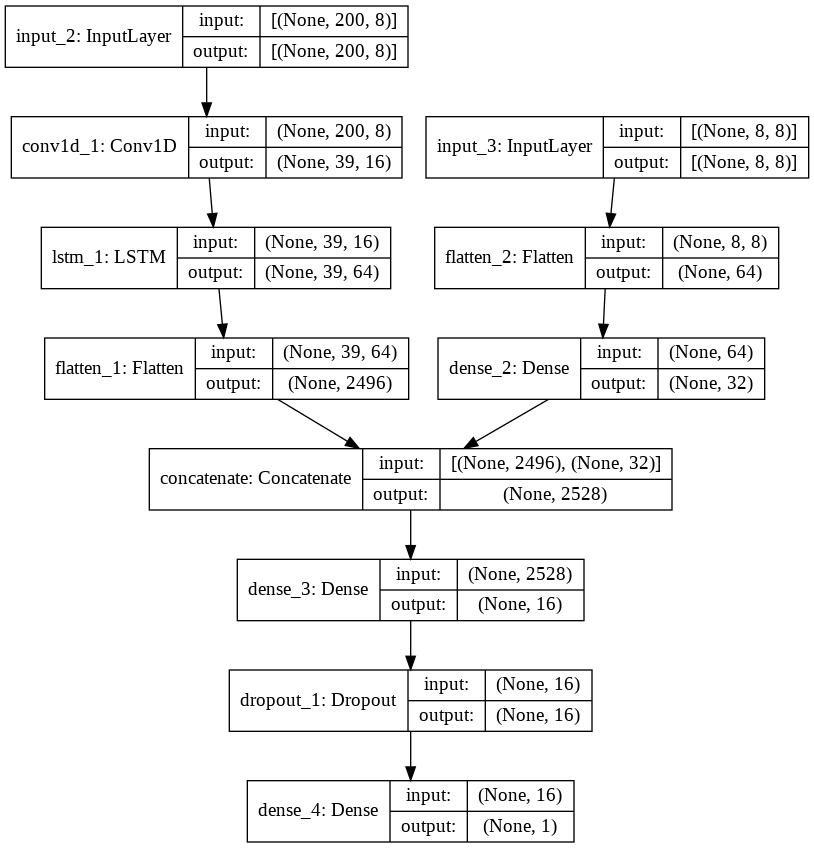 input_2: InputLayer
input: [(None, 200, 8)]
output: [(None, 200, 8)]
conv1d_1: Conv1D
input: (None, 200, 8)
output: (None, 39, 16)
input_3: InputLayer
input: [(None, 8, 8)]
output: [(None, 8, 8)]
lstm_1: LSTM
input: (None, 39, 16)
output: (None, 39, 64)
flatten_2: Flatten
input: (None, 8, 8)
output: (None, 64)
flatten_1: Flatten
input: (None, 39, 64)
output: (None, 2496)
dense_2: Dense
input: (None, 64)
output: (None, 32)
concatenate: Concatenate
input: [(None, 2496), (None, 32)]
output: (None, 2528)
dense_3: Dense
input: (None, 2528)
output: (None, 16)
dropout_1: Dropout
input: (None, 16)
output: (None, 16)
dense_4: Dense
input: (None, 16)
output: (None, 1)